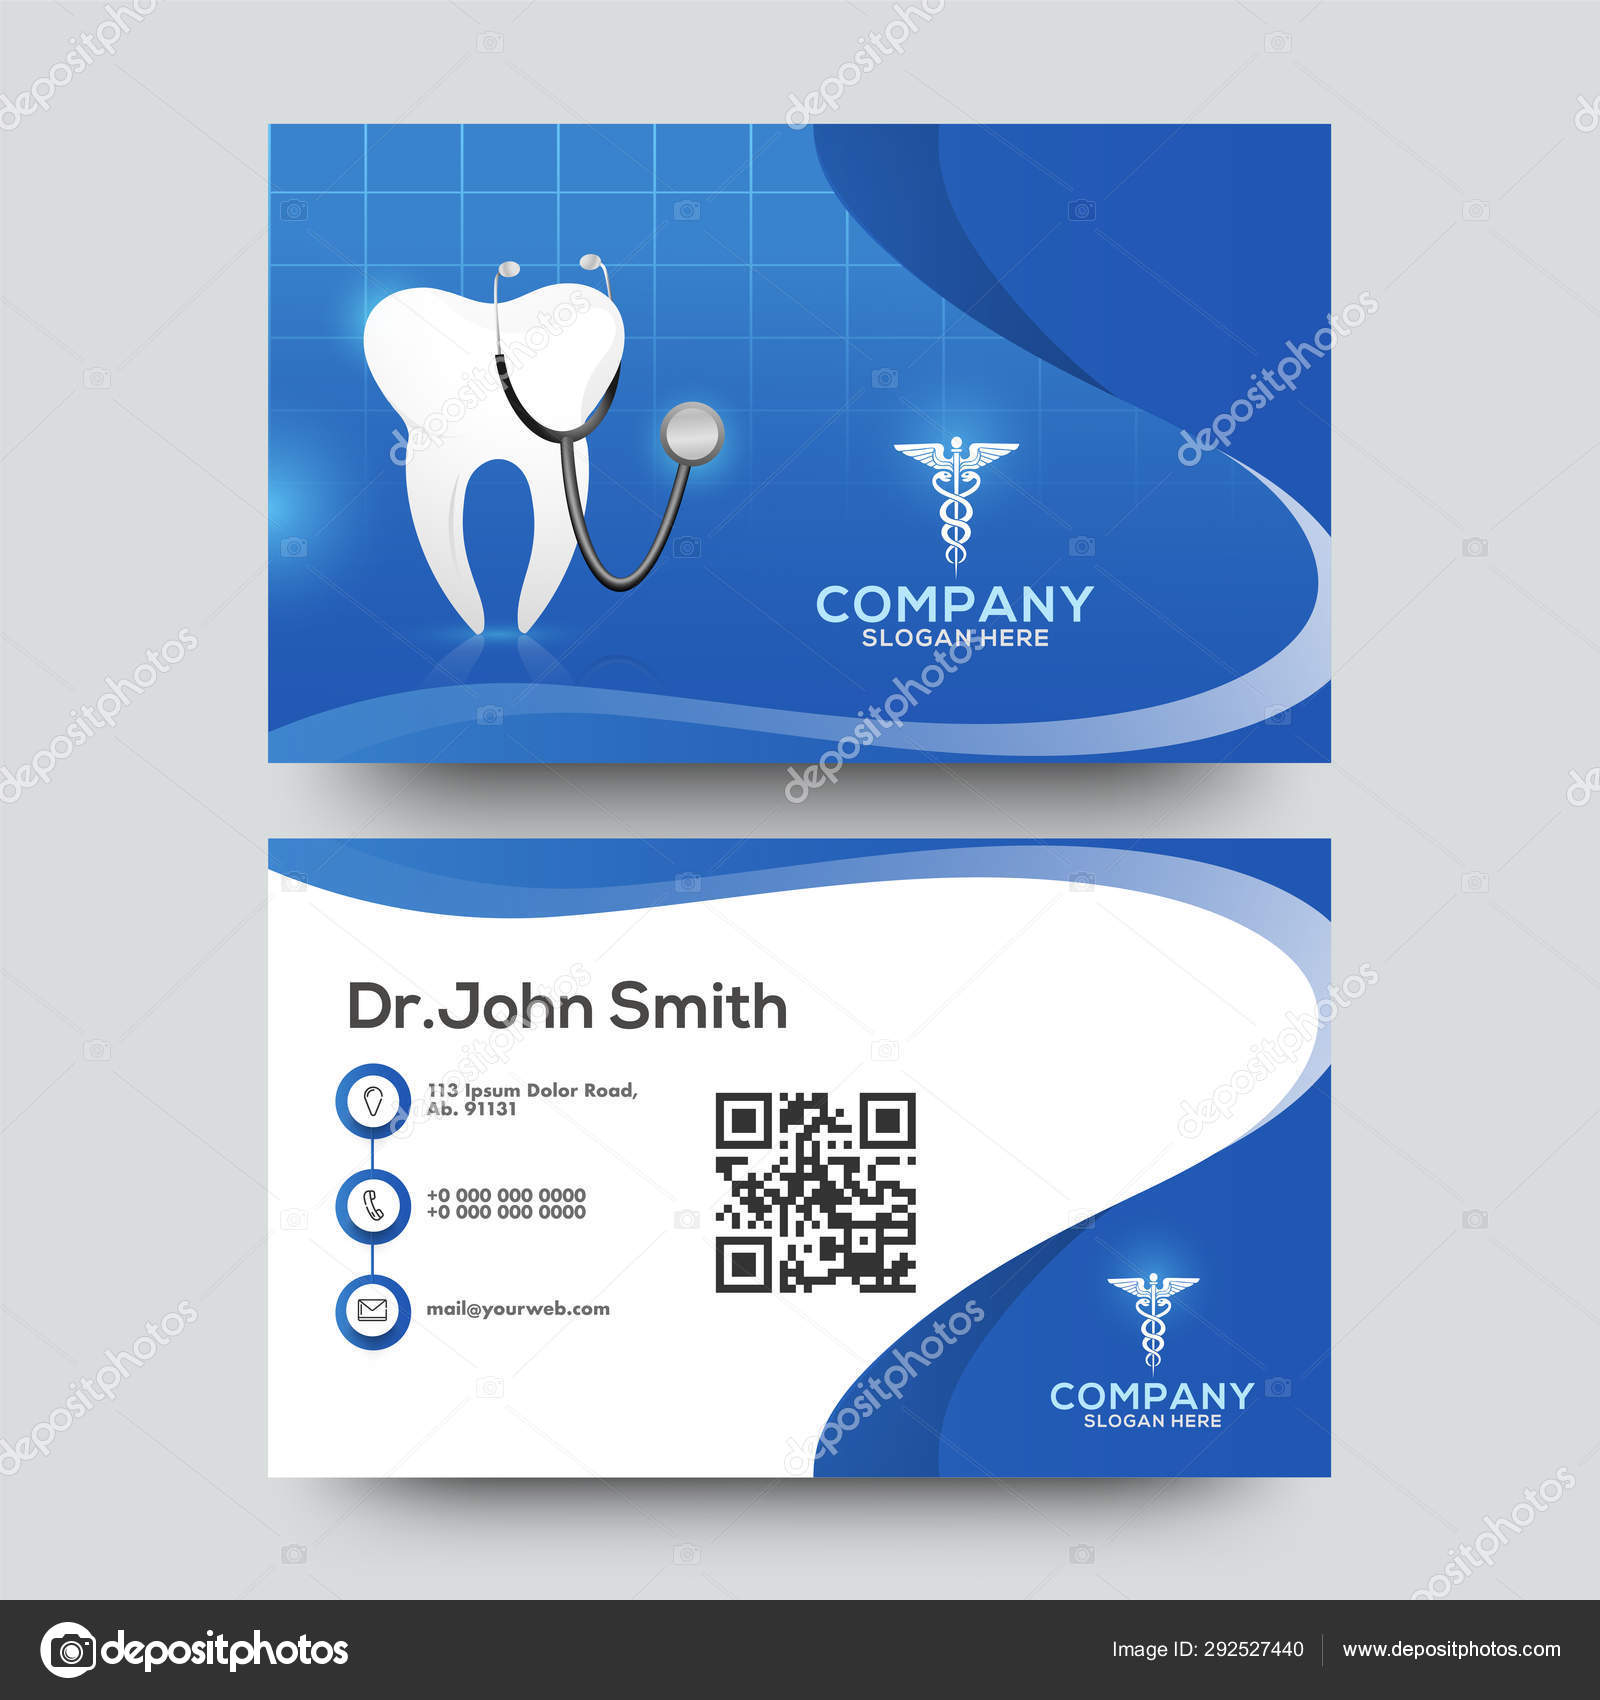 COMPANY
SLOGAN HERE
Dr.John Smith
113 Ipsum Dolor Road,
Ab. 91131
+0 000 000 0000
+0 000 000 0000
mail@yourweb.com
COMPANY
SLOGAN HERE
depositphotos
Image ID: 292527440
www.depositphotos.com